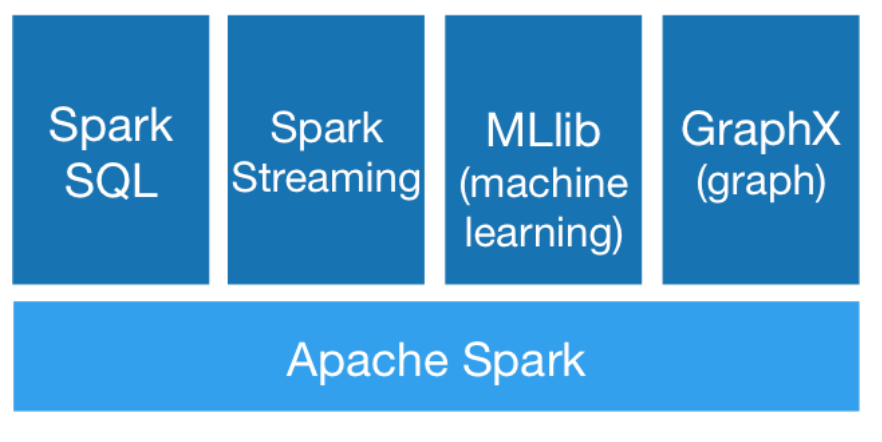 Spark
SQL
Spark
Streaming
MLlib
(machine
learning)
GraphX
(graph)
Apache Spark